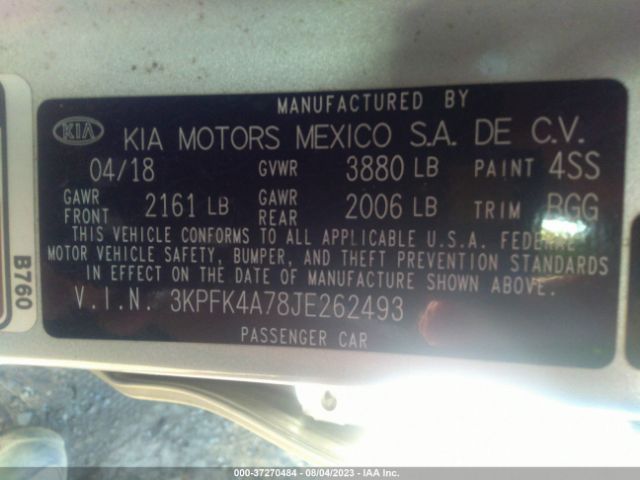 MANUFACTURED BY
KIA KIA MOTORS MEXICO S.A. DE C.V.
04/18 GVWR 3880 LB PAINT 4SS
GAWR FRONT 2161 LB GAWR REAR 2006 LB TRIM BGG
THIS VEHICLE CONFORMS TO ALL APPLICABLE U.S.A. FEDERAL
MOTOR VEHICLE SAFETY, BUMPER, AND THEFT PREVENTION STANDARDS
IN EFFECT ON THE DATE OF MANUFACTURE SHOWN ABOVE.
V.I.N. 3KPFK4A78JE262493
PASSENGER CAR
B760
000-37270484 - 08/04/2023 - IAA Inc.